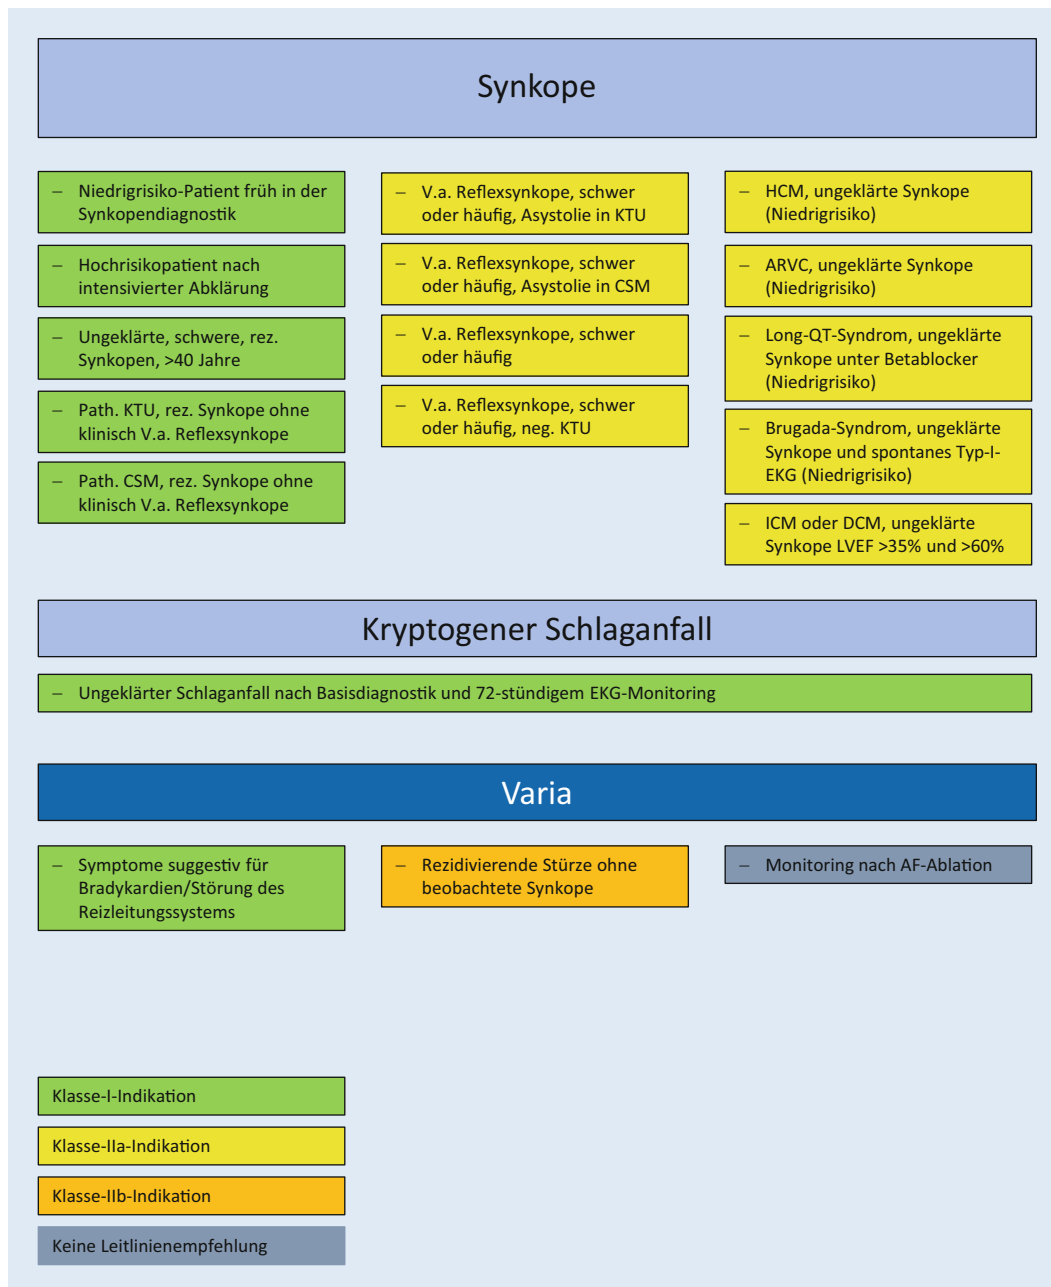 Synkope
– Niedrigrisiko-Patient früh in der
Synkopendiagnostik
– Hochrisikopatient nach
intensivierter Abklärung
– Ungeklärte, schwere, rez.
Synkopen, >40 Jahre
– Path. KTU, rez. Synkope ohne
klinisch V.a. Reflexsynkope
– Path. CSM, rez. Synkope ohne
klinisch V.a. Reflexsynkope
– V.a. Reflexsynkope, schwer
oder häufig, Asystolie in KTU
– V.a. Reflexsynkope, schwer
oder häufig, Asystolie in CSM
– V.a. Reflexsynkope, schwer
oder häufig
– V.a. Reflexsynkope, schwer
oder häufig, neg. KTU
– HCM, ungeklärte Synkope
(Niedrigrisiko)
– ARVC, ungeklärte Synkope
(Niedrigrisiko)
– Long-QT-Syndrom, ungeklärte
Synkope unter Betablocker
(Niedrigrisiko)
– Brugada-Syndrom, ungeklärte
Synkope und spontanes Typ-I-
EKG (Niedrigrisiko)
– ICM oder DCM, ungeklärte
Synkope LVEF >35% und >60%
Kryptogener Schlaganfall
– Ungeklärter Schlaganfall nach Basisdiagnostik und 72-stündigem EKG-Monitoring
Varia
– Symptome suggestiv für
Bradykardien/Störung des
Reizleitungssystems
– Rezidivierende Stürze ohne
beobachtete Synkope
– Monitoring nach AF-Ablation
Klasse-I-Indikation
Klasse-IIa-Indikation
Klasse-IIb-Indikation
Keine Leitlinienempfehlung